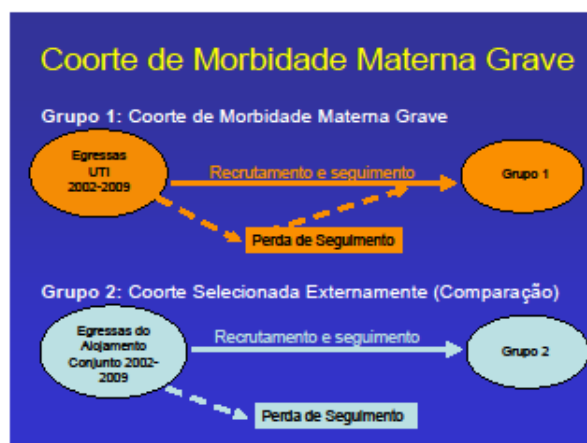 Coorte de Morbidade Materna Grave
Grupo 1: Coorte de Morbidade Materna Grave
Egressas
UTI
2002-2009
Recrutamento e seguimento
Grupo 1
Perda de Seguimento
Grupo 2: Coorte Selecionada Externamente (Comparação)
Egressas do
Alojamento
Conjunto 2002-
2009
Recrutamento e seguimento
Grupo 2
Perda de Seguimento